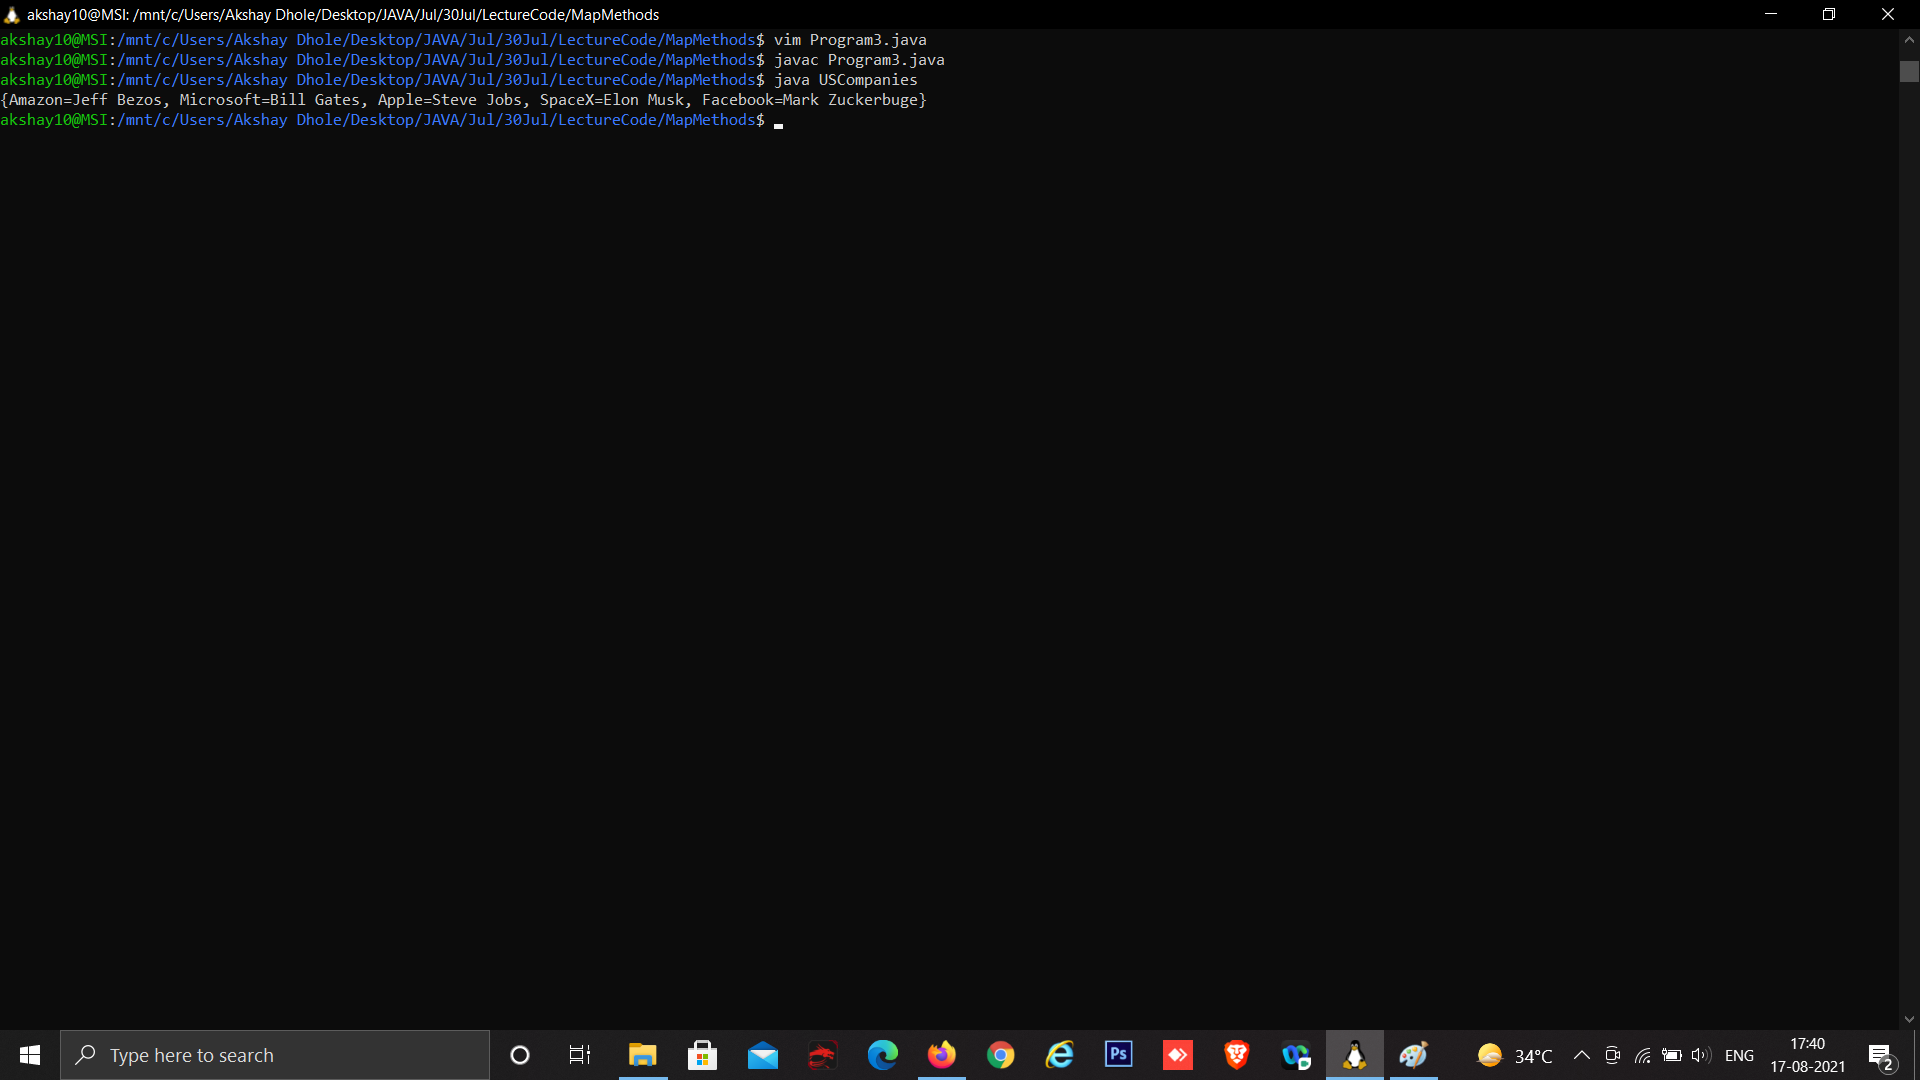 akshay10@MSI: /mnt/c/Users/Akshay Dhole/Desktop/JAVA/Jul/30Jul/LectureCode/MapMethods
akshay10@MSI:/mnt/c/Users/Akshay Dhole/Desktop/JAVA/Jul/30Jul/LectureCode/MapMethods$ vim Program3.java
akshay10@MSI:/mnt/c/Users/Akshay Dhole/Desktop/JAVA/Jul/30Jul/LectureCode/MapMethods$ javac Program3.java
akshay10@MSI:/mnt/c/Users/Akshay Dhole/Desktop/JAVA/Jul/30Jul/LectureCode/MapMethods$ java USCompanies
{Amazon=Jeff Bezos, Microsoft=Bill Gates, Apple=Steve Jobs, SpaceX=Elon Musk, Facebook=Mark Zuckerbuge}
akshay10@MSI:/mnt/c/Users/Akshay Dhole/Desktop/JAVA/Jul/30Jul/LectureCode/MapMethods$
Type here to search
Ps
34°C
ENG
17:40
17-08-2021
2